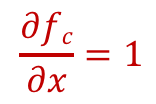 ∂f_c/∂x = 1